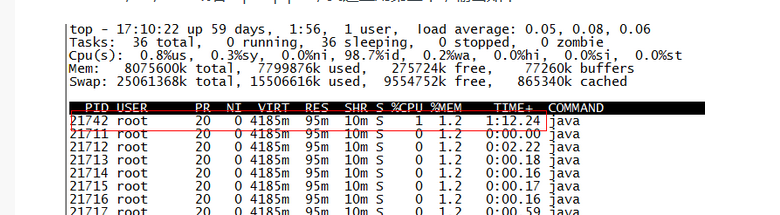 top - 17:10:22 up 59 days,  1:56,  1 user,  load average: 0.05, 0.08, 0.06
Tasks:  36 total,   0 running,  36 sleeping,   0 stopped,   0 zombie
Cpu(s):  0.8%us,  0.3%sy,  0.0%ni, 98.7%id,  0.2%wa,  0.0%hi,  0.0%si,  0.0%st
Mem:   8075600k total,  7799876k used,   275724k free,    77260k buffers
Swap: 25061368k total, 15506616k used,  9554752k free,   865340k cached
PID USER      PR  NI  VIRT  RES  SHR S %CPU %MEM    TIME+  COMMAND
21742 root      20   0 4185m  95m  10m S    1  1.2   1:12.24 java
21711 root      20   0 4185m  95m  10m S    0  1.2   0:00.00 java
21712 root      20   0 4185m  95m  10m S    0  1.2   0:02.22 java
21713 root      20   0 4185m  95m  10m S    0  1.2   0:00.18 java
21714 root      20   0 4185m  95m  10m S    0  1.2   0:00.16 java
21715 root      20   0 4185m  95m  10m S    0  1.2   0:00.17 java
21716 root      20   0 4185m  95m  10m S    0  1.2   0:00.16 java
21717 root      20   0 4185m  95m  10m S    0  1.2   0:00.59 java